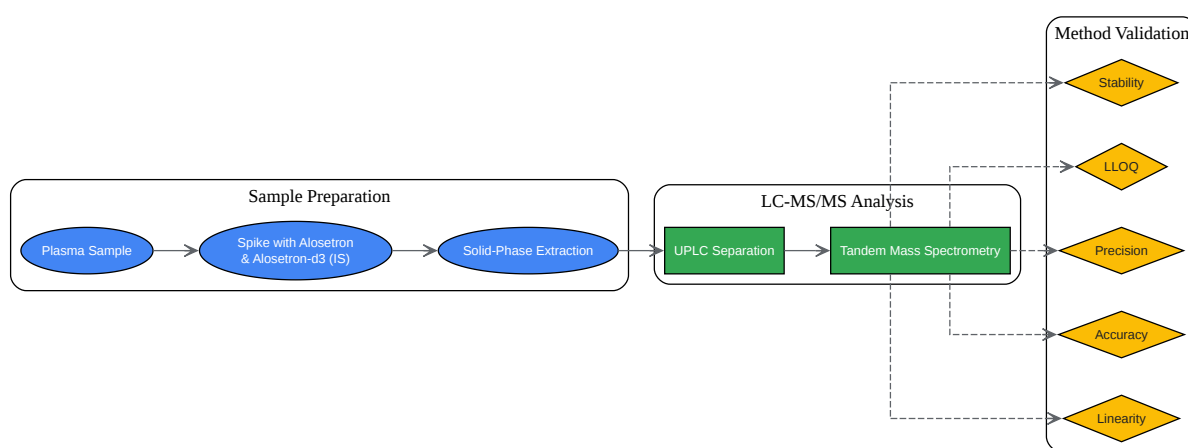 Sample Preparation
Plasma Sample
Spike with Alosetron
& Alosetron-d3 (IS)
Solid-Phase Extraction
LC-MS/MS Analysis
UPLC Separation
Tandem Mass Spectrometry
Method Validation
Stability
LLOQ
Precision
Accuracy
Linearity